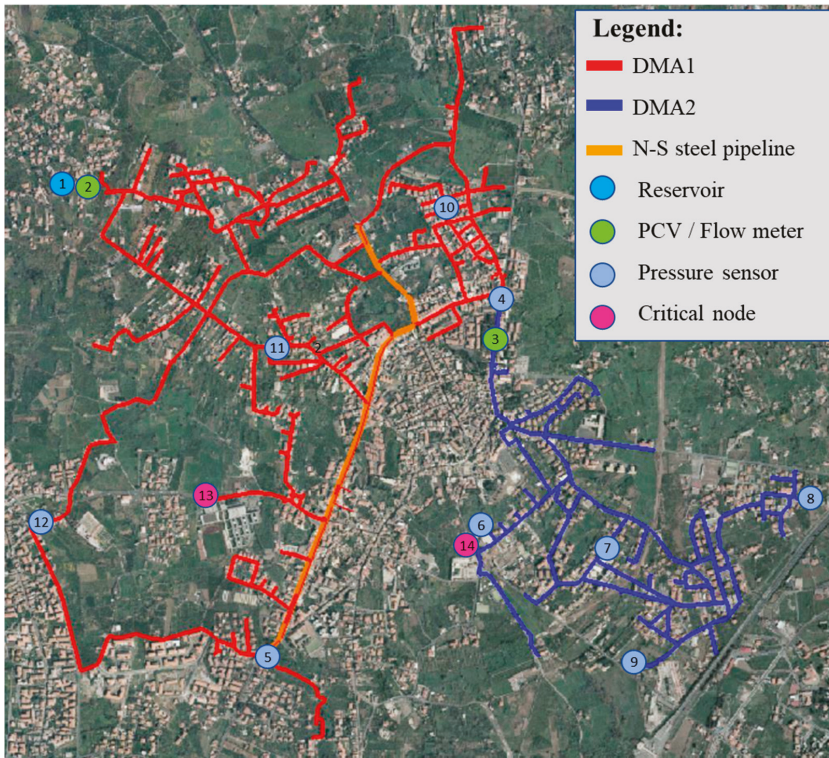 Legend:
DMA1
DMA2
N-S steel pipeline
Reservoir
PCV / Flow meter
Pressure sensor
Critical node
1
2
10
4
3
11
13
12
6
14
7
8
5
9